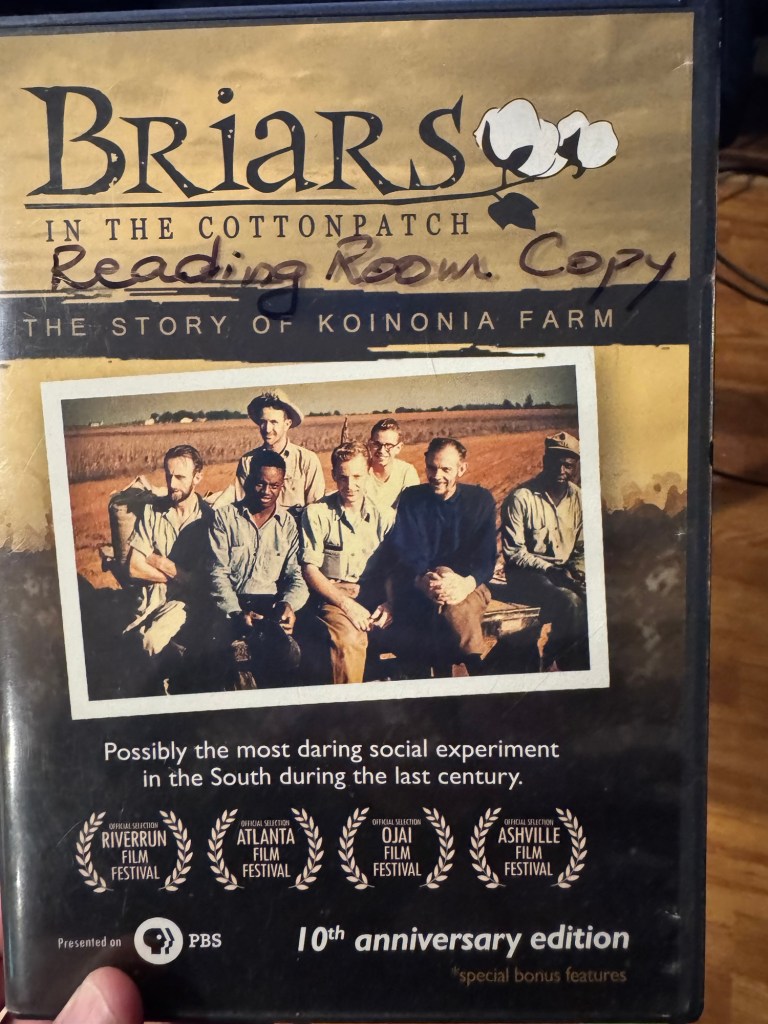 BRiARS
IN THE COTTONPATCH
Reading Room Copy
THE STORY OF KOINONIA FARM
Possibly the most daring social experiment
in the South during the last century.
OFFICIAL SELECTION
RIVERRUN
FILM
FESTIVAL
OFFICIAL SELECTION
ATLANTA
FILM
FESTIVAL
OFFICIAL SELECTION
OJAI
FILM
FESTIVAL
OFFICIAL SELECTION
ASHVILLE
FILM
FESTIVAL
Presented on PBS
10th anniversary edition
*special bonus features